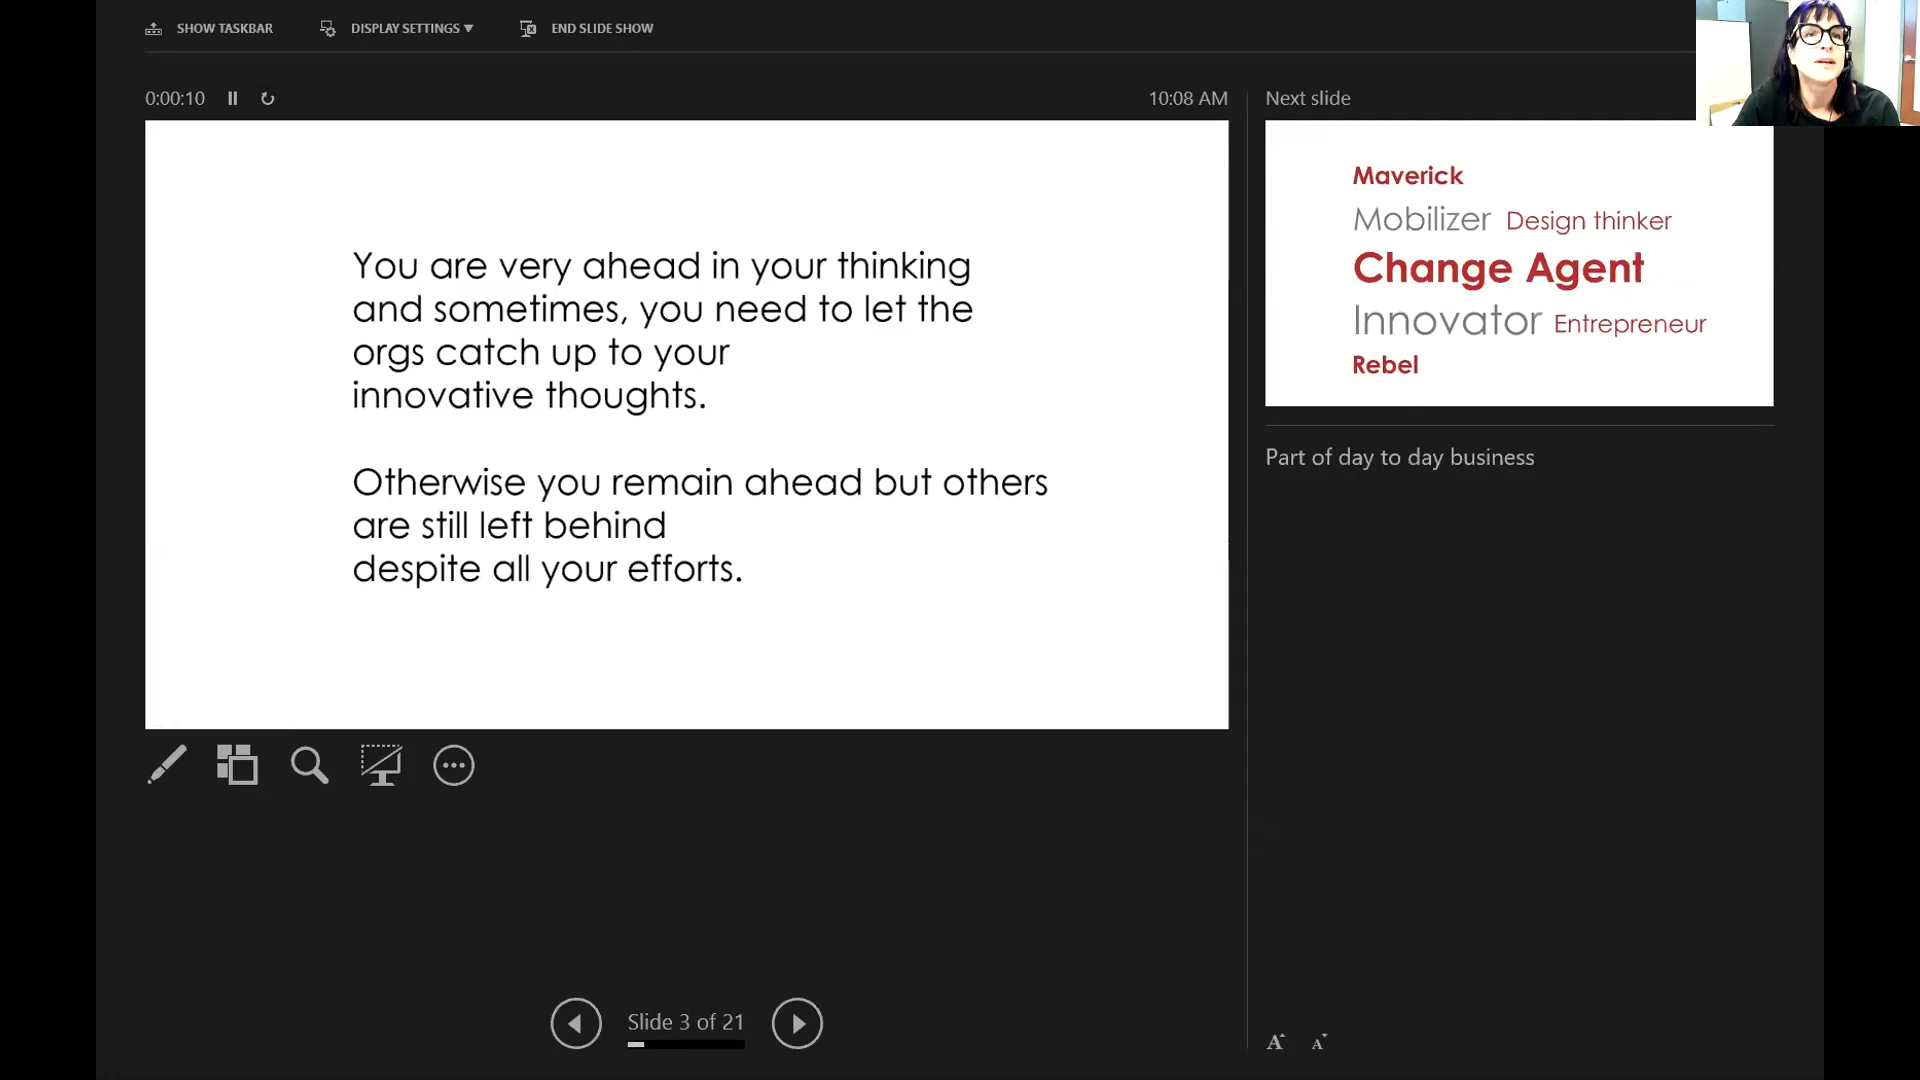 SHOW TASKBAR
DISPLAY SETTINGS
END SLIDE SHOW
0:00:10
10:08 AM
You are very ahead in your thinking
and sometimes, you need to let the
orgs catch up to your
innovative thoughts.
Otherwise you remain ahead but others
are still left behind
despite all your efforts.
Slide 3 of 21
Next slide
Maverick
Mobilizer Design thinker
Change Agent
Innovator Entrepreneur
Rebel
Part of day to day business
A A